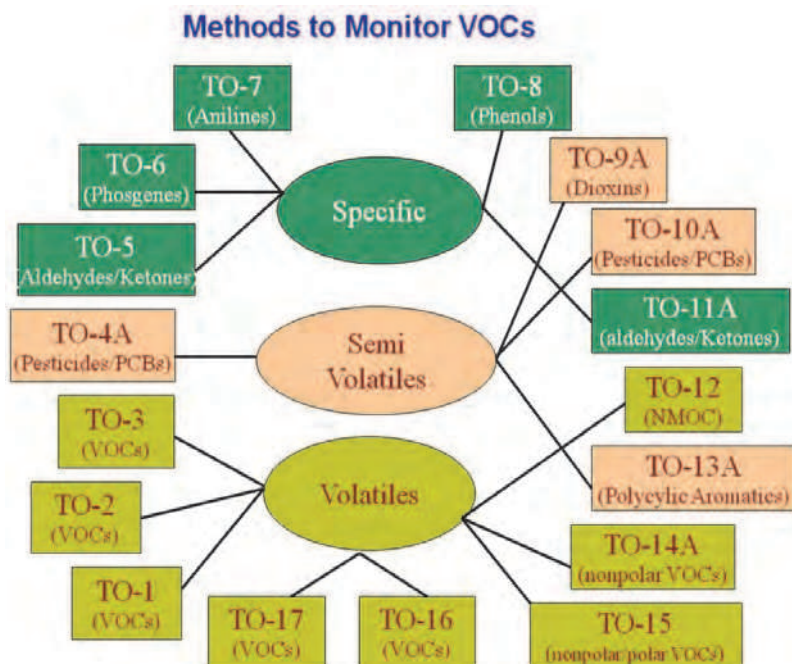 Methods to Monitor VOCs
TO-7
(Anilines)
TO-8
(Phenols)
TO-6
(Phosgenes)
TO-9A
(Dioxins)
Specific
TO-10A
(Pesticides/PCBs)
TO-5
(Aldehydes/Ketones)
TO-11A
(aldehydes/Ketones)
TO-4A
(Pesticides/PCBs)
Semi
Volatiles
TO-12
(NMOC)
TO-3
(VOCs)
TO-13A
(Polycylic Aromatics)
Volatiles
TO-2
(VOCs)
TO-14A
(nonpolar VOCs)
TO-1
(VOCs)
TO-17
(VOCs)
TO-16
(VOCs)
TO-15
(nonpolar/polar VOCs)